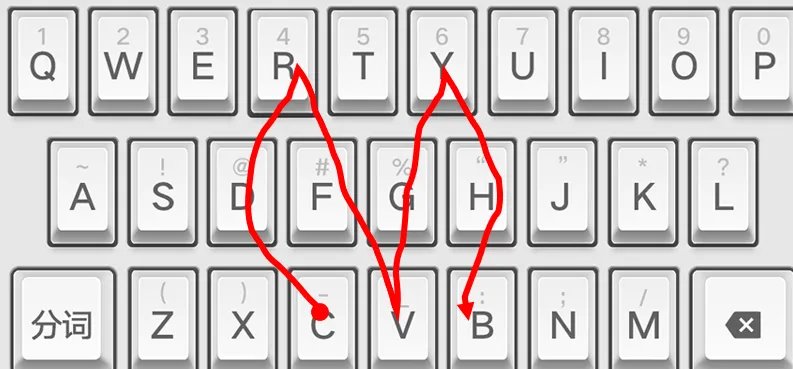 1 2 3 4 5 6 7 8 9 0
Q W E R T Y U I O P
~ ! @ # % “ ” * ?
A S D F G H J K L
( ) - _ : ; /
分词 Z X C V B N M